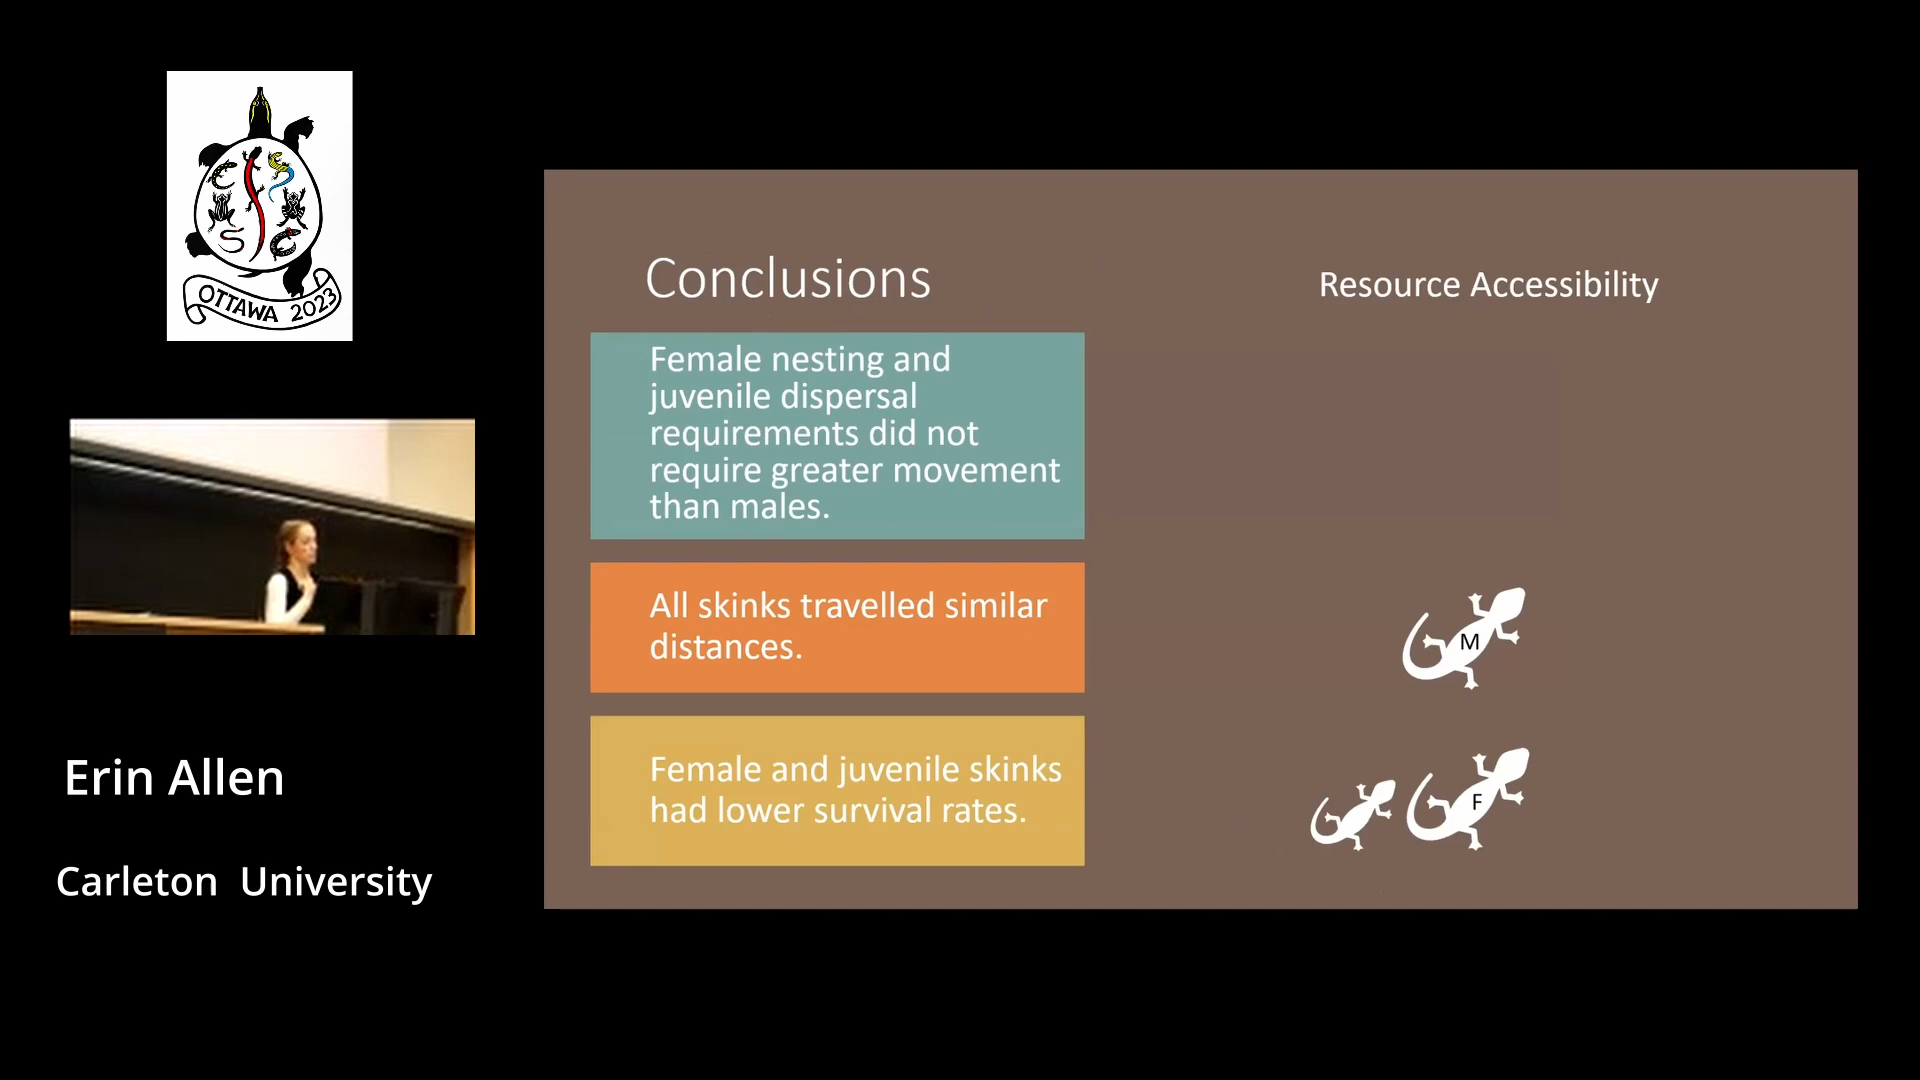 OTTAWA 2023
Erin Allen
Carleton University
Conclusions
Resource Accessibility
Female nesting and
juvenile dispersal
requirements did not
require greater movement
than males.
All skinks travelled similar
distances.
M
Female and juvenile skinks
had lower survival rates.
F